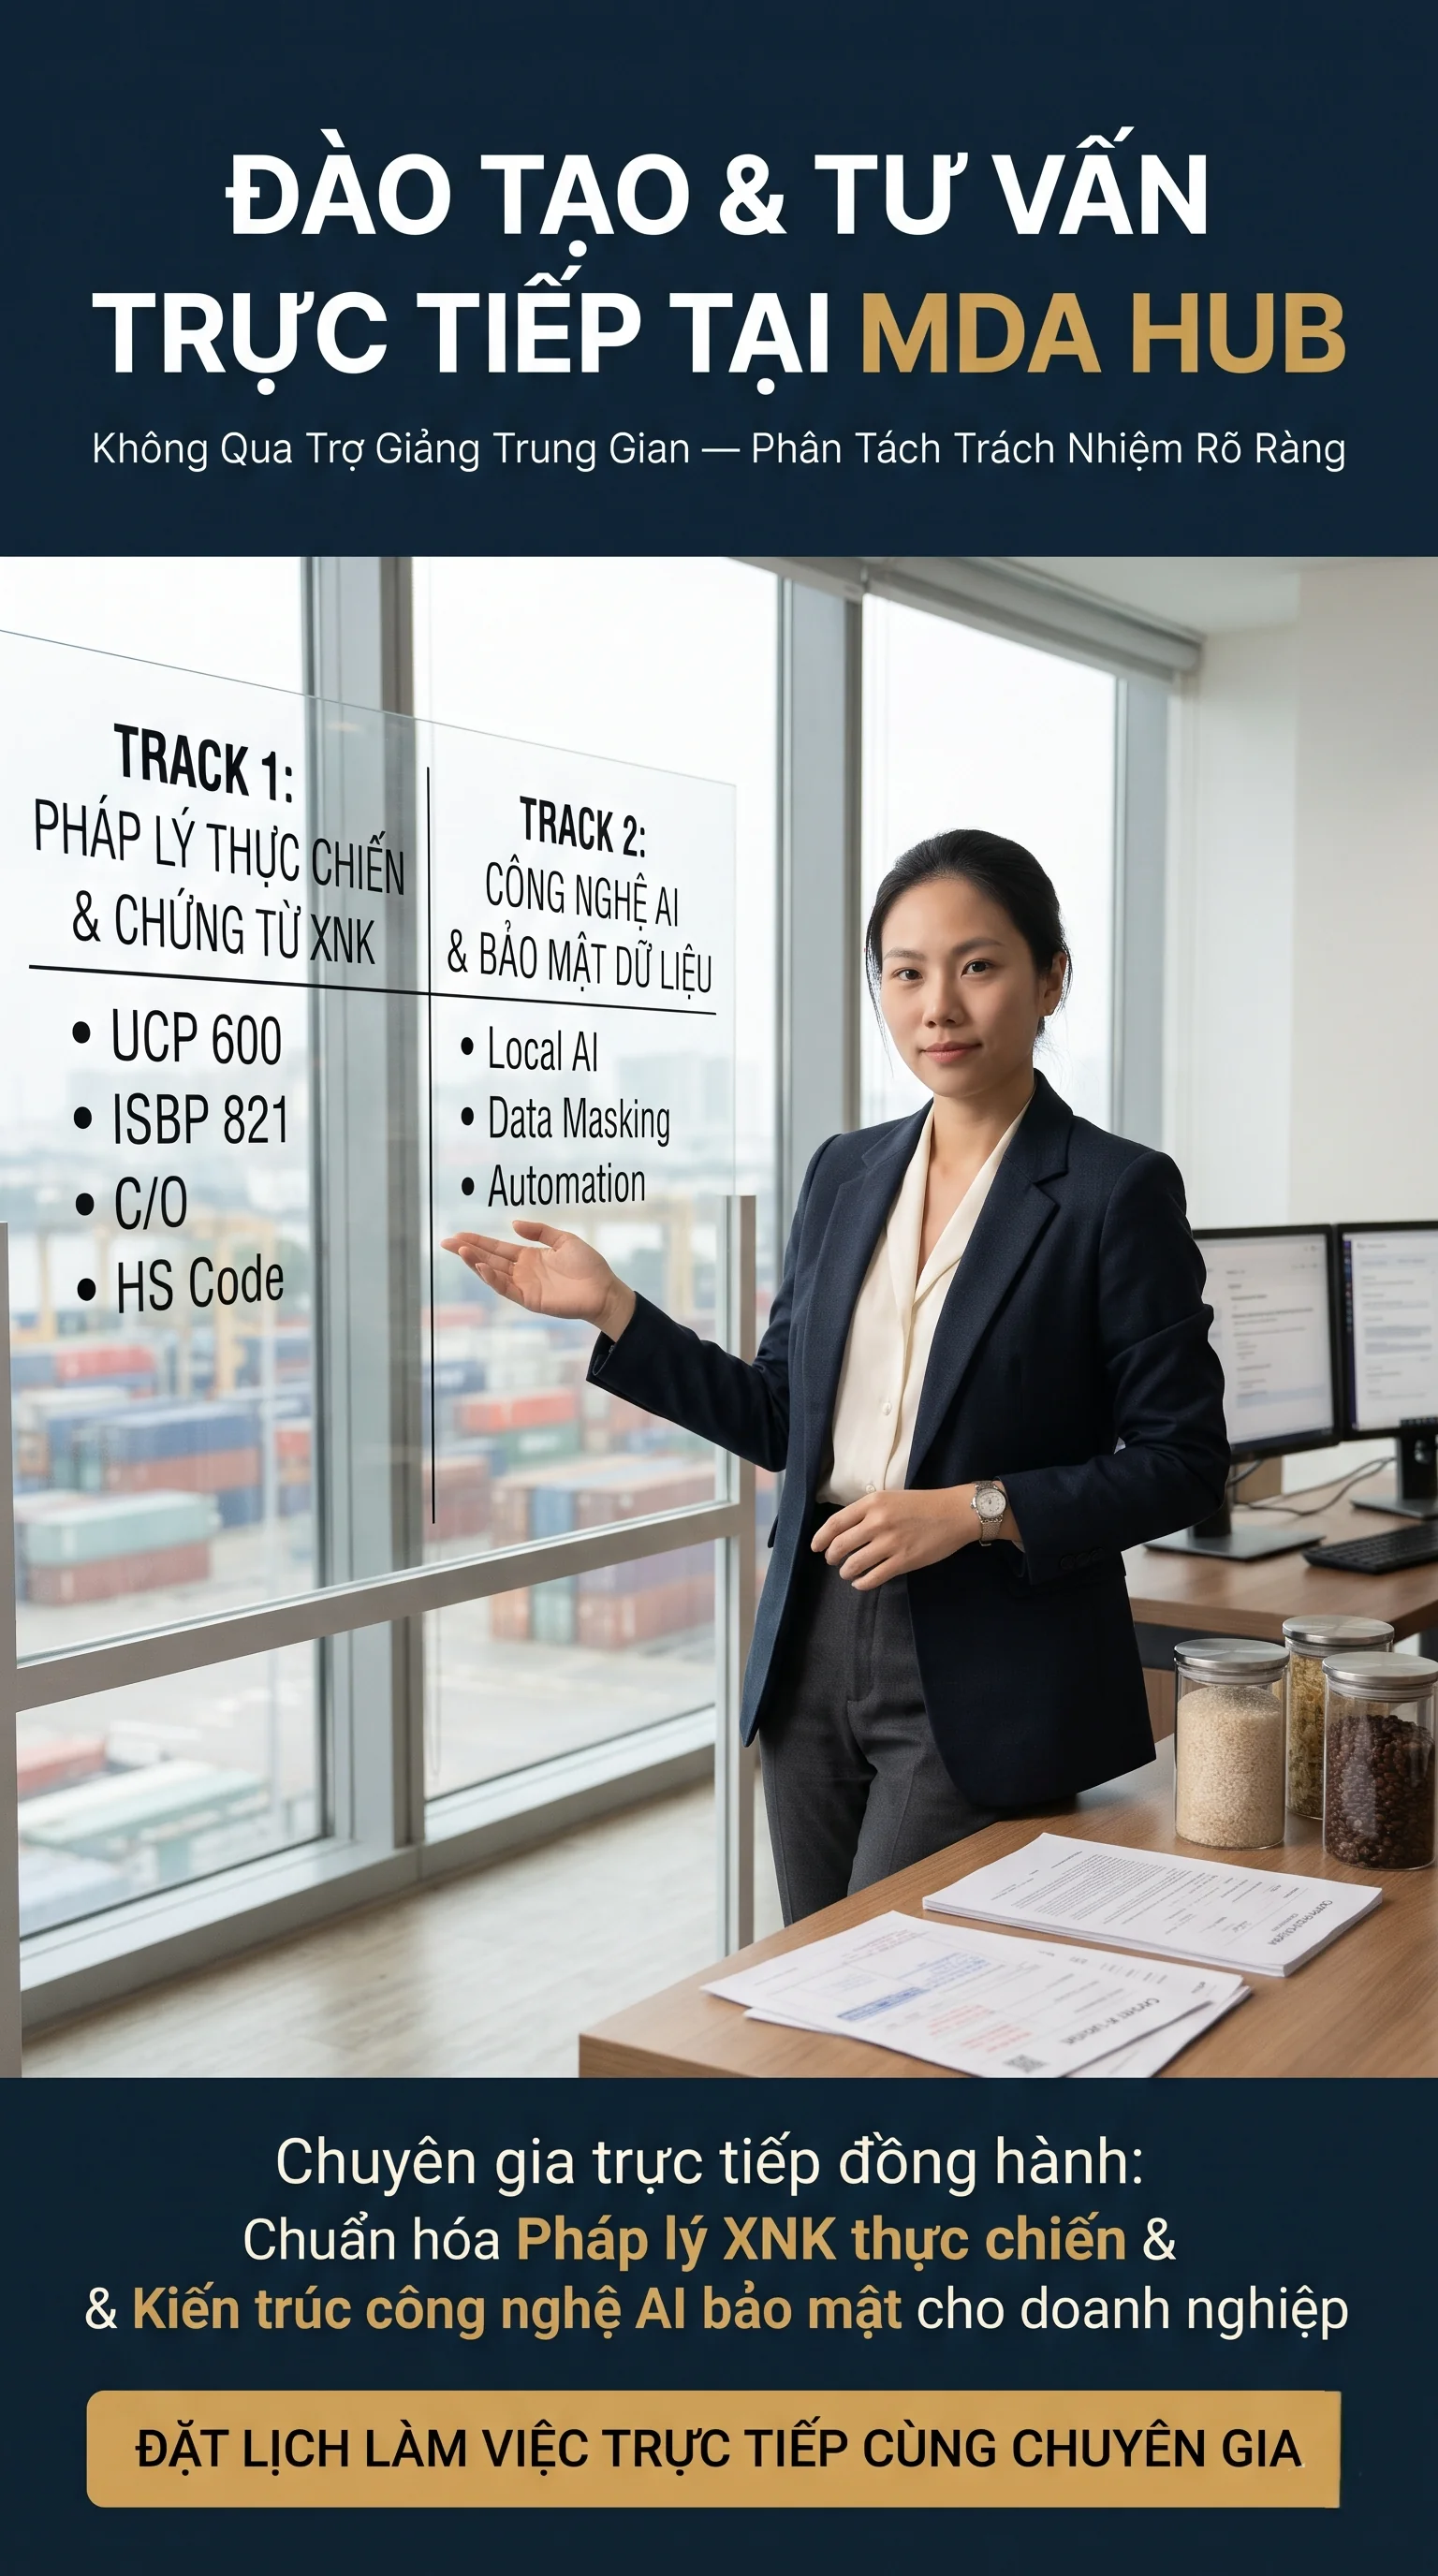 ĐÀO TẠO & TƯ VẤN
TRỰC TIẾP TẠI MDA HUB
Không Qua Trợ Giảng Trung Gian — Phân Tách Trách Nhiệm Rõ Ràng
TRACK 1:
PHÁP LÝ THỰC CHIẾN
& CHỨNG TỪ XNK
• UCP 600
• ISBP 821
• C/O
• HS Code
TRACK 2:
CÔNG NGHỆ AI
& BẢO MẬT DỮ LIỆU
• Local AI
• Data Masking
• Automation
Chuyên gia trực tiếp đồng hành:
Chuẩn hóa Pháp lý XNK thực chiến &
& Kiến trúc công nghệ AI bảo mật cho doanh nghiệp
ĐẶT LỊCH LÀM VIỆC TRỰC TIẾP CÙNG CHUYÊN GIA